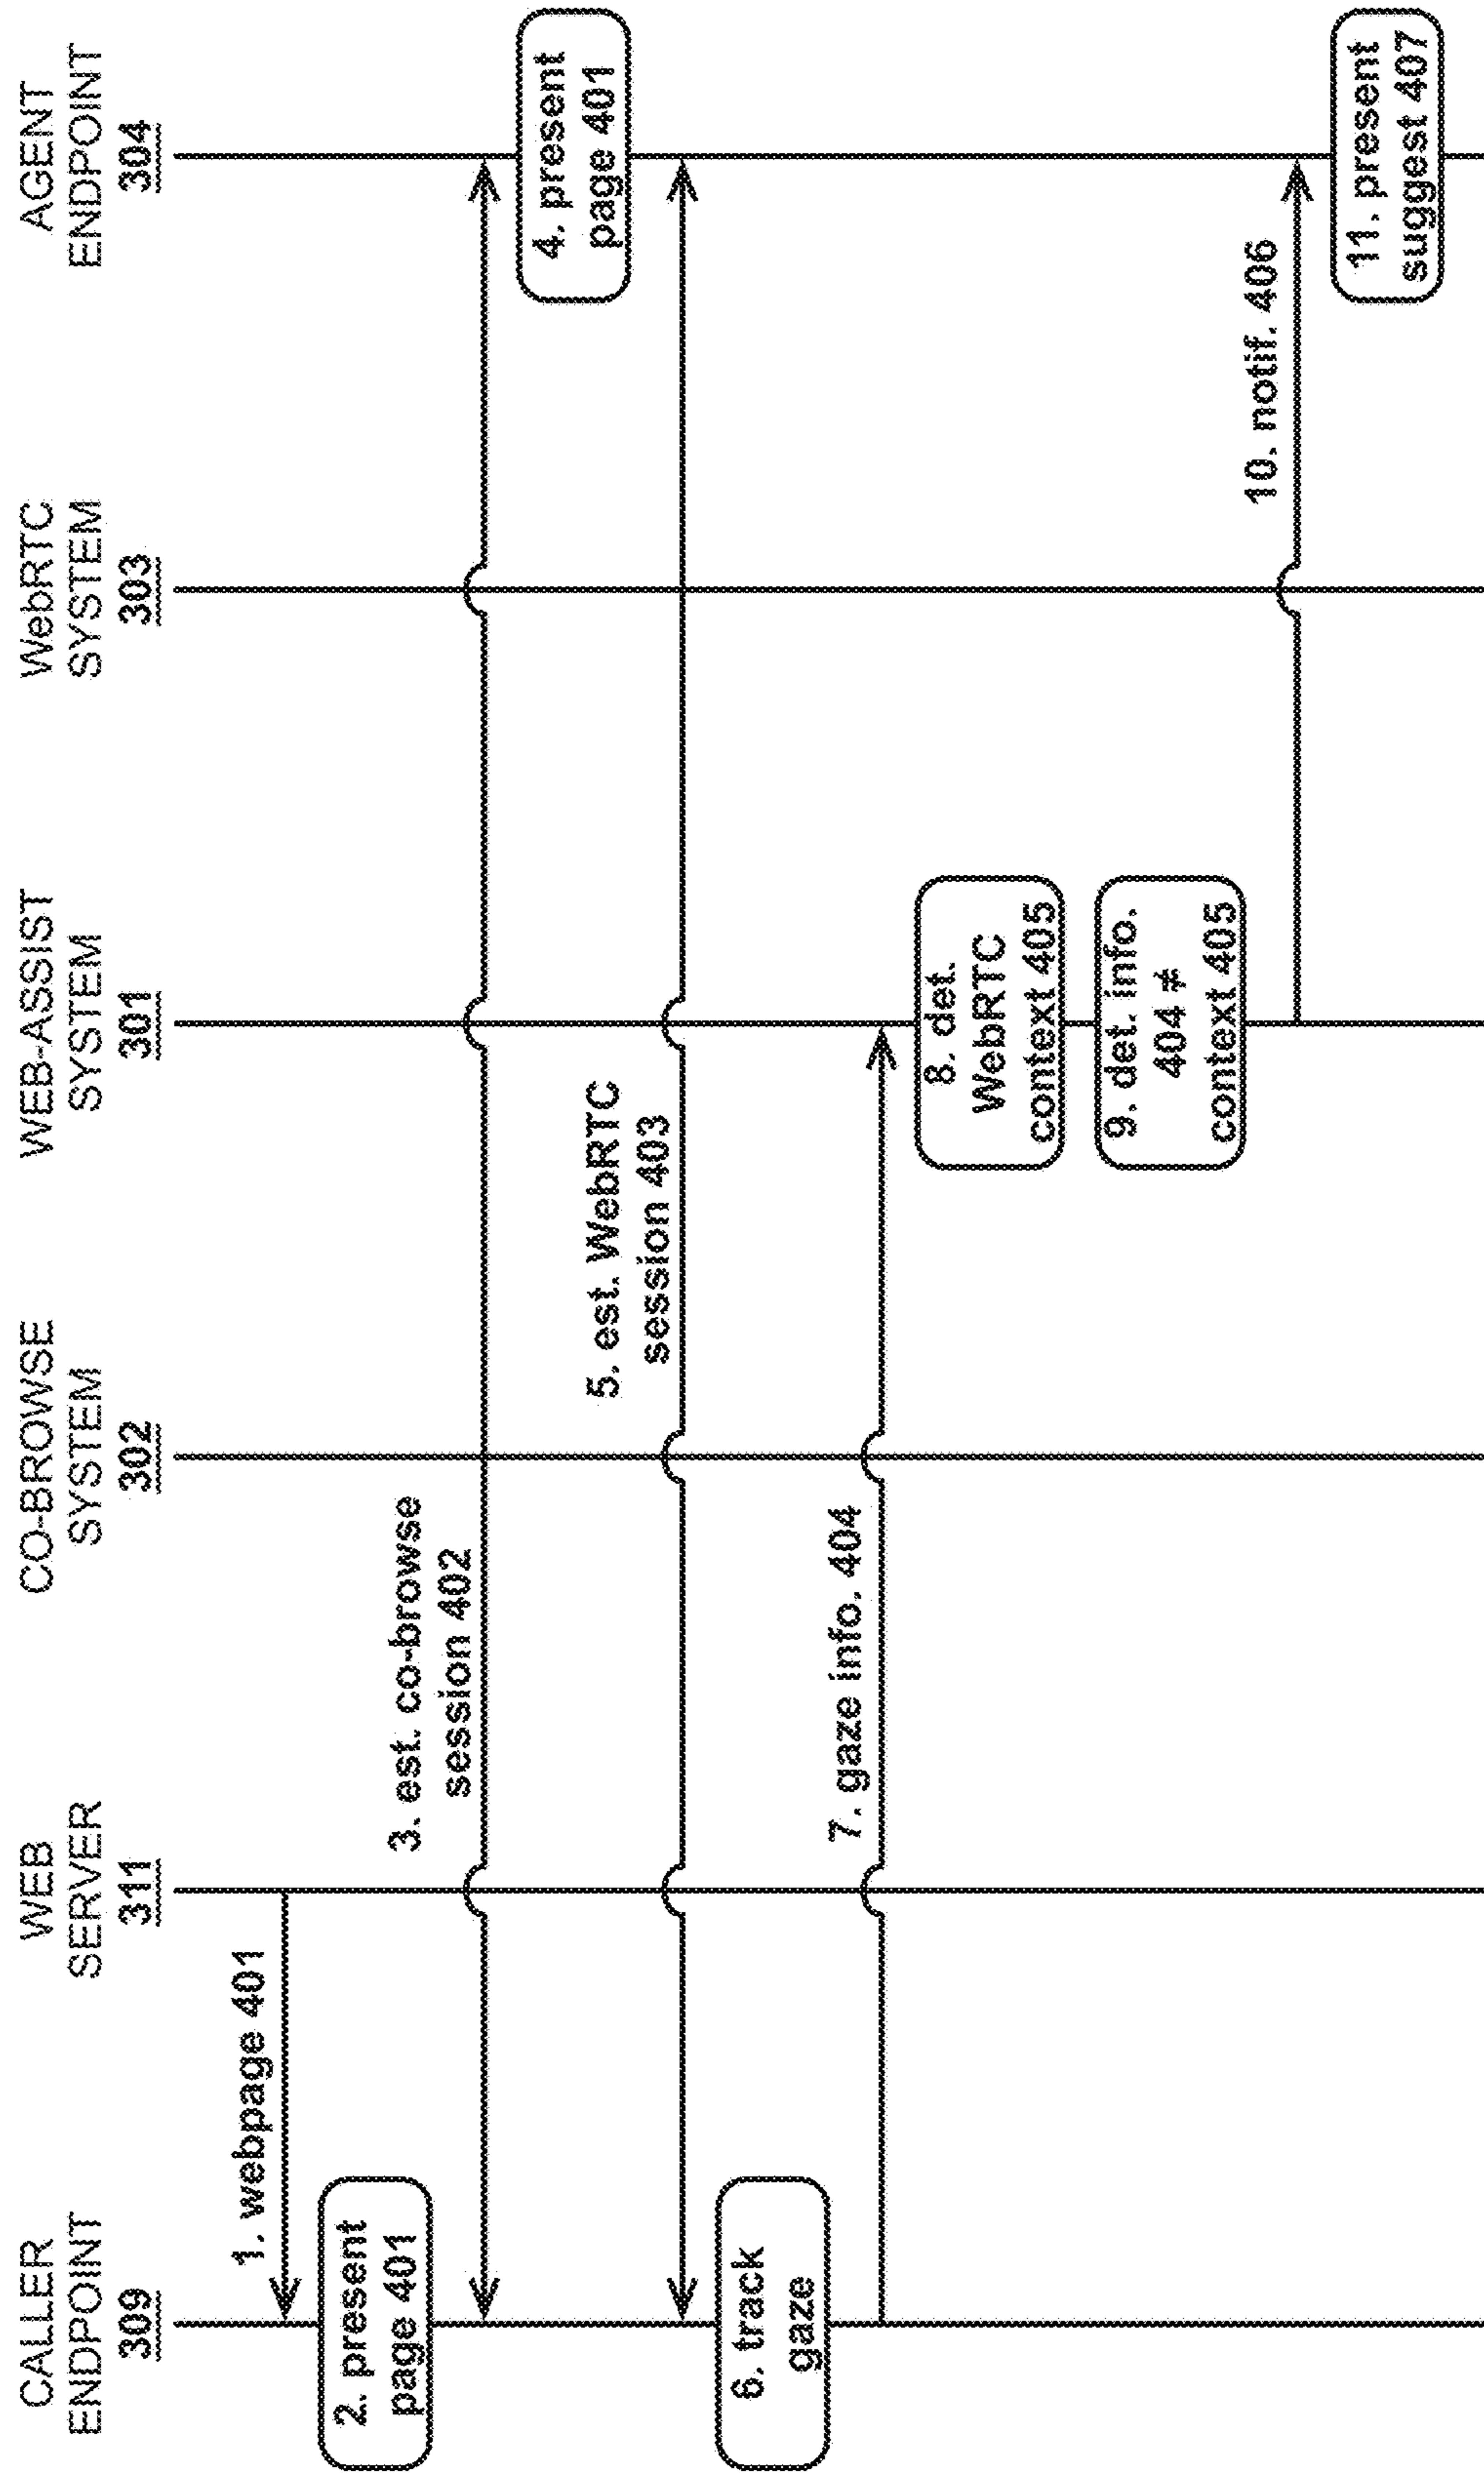 CALLER
ENDPOINT
309
WEB
SERVER
311
CO-BROWSE
SYSTEM
302
WEB-ASSIST
SYSTEM
301
WebRTC
SYSTEM
303
AGENT
ENDPOINT
304
1. webpage 401
2. present
page 401
3. est. co-browse
session 402
4. present
page 401
5. est. WebRTC
session 403
6. track
gaze
7. gaze info. 404
8. det.
WebRTC
context 405
9. det. info.
404 ≠
context 405
10. notif. 406
11. present
suggest 407